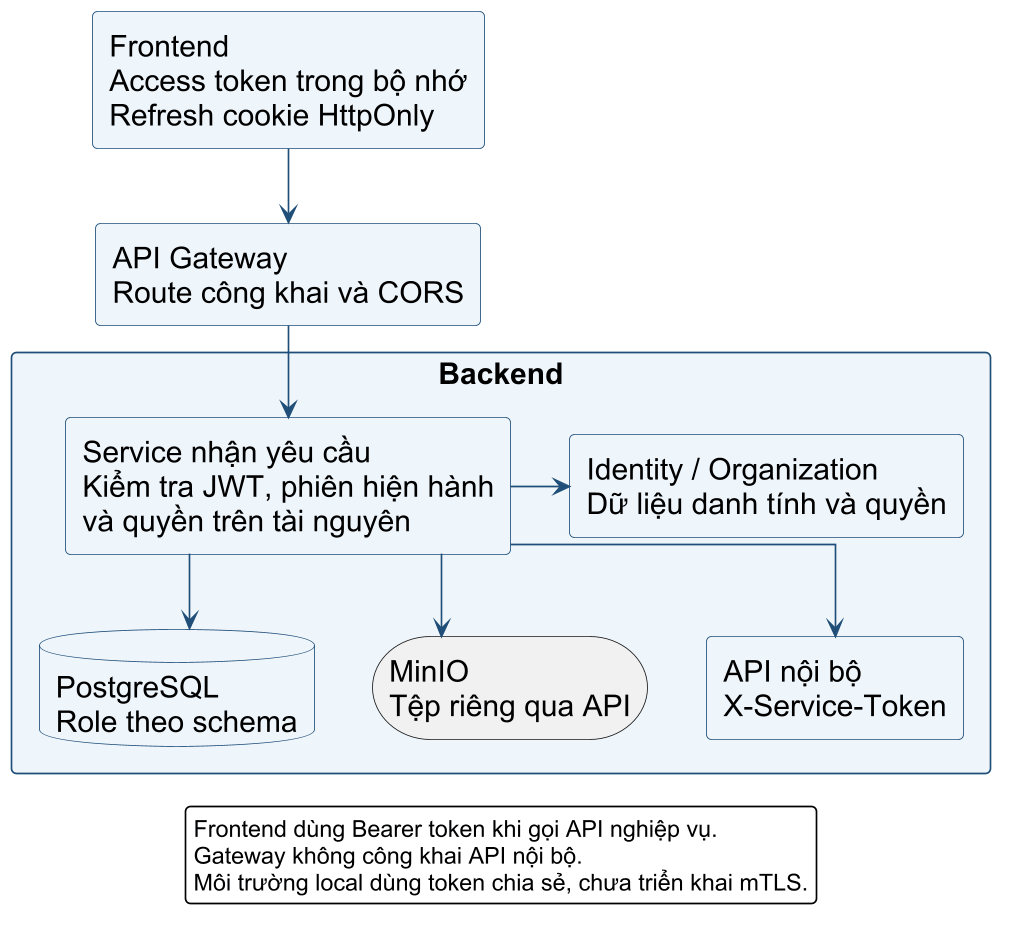 Frontend
Access token trong bộ nhớ
Refresh cookie HttpOnly
API Gateway
Route công khai và CORS
Backend
Service nhận yêu cầu
Kiểm tra JWT, phiên hiện hành
và quyền trên tài nguyên
Identity / Organization
Dữ liệu danh tính và quyền
PostgreSQL
Role theo schema
MinIO
Tệp riêng qua API
API nội bộ
X-Service-Token
Frontend dùng Bearer token khi gọi API nghiệp vụ.
Gateway không công khai API nội bộ.
Môi trường local dùng token chia sẻ, chưa triển khai mTLS.